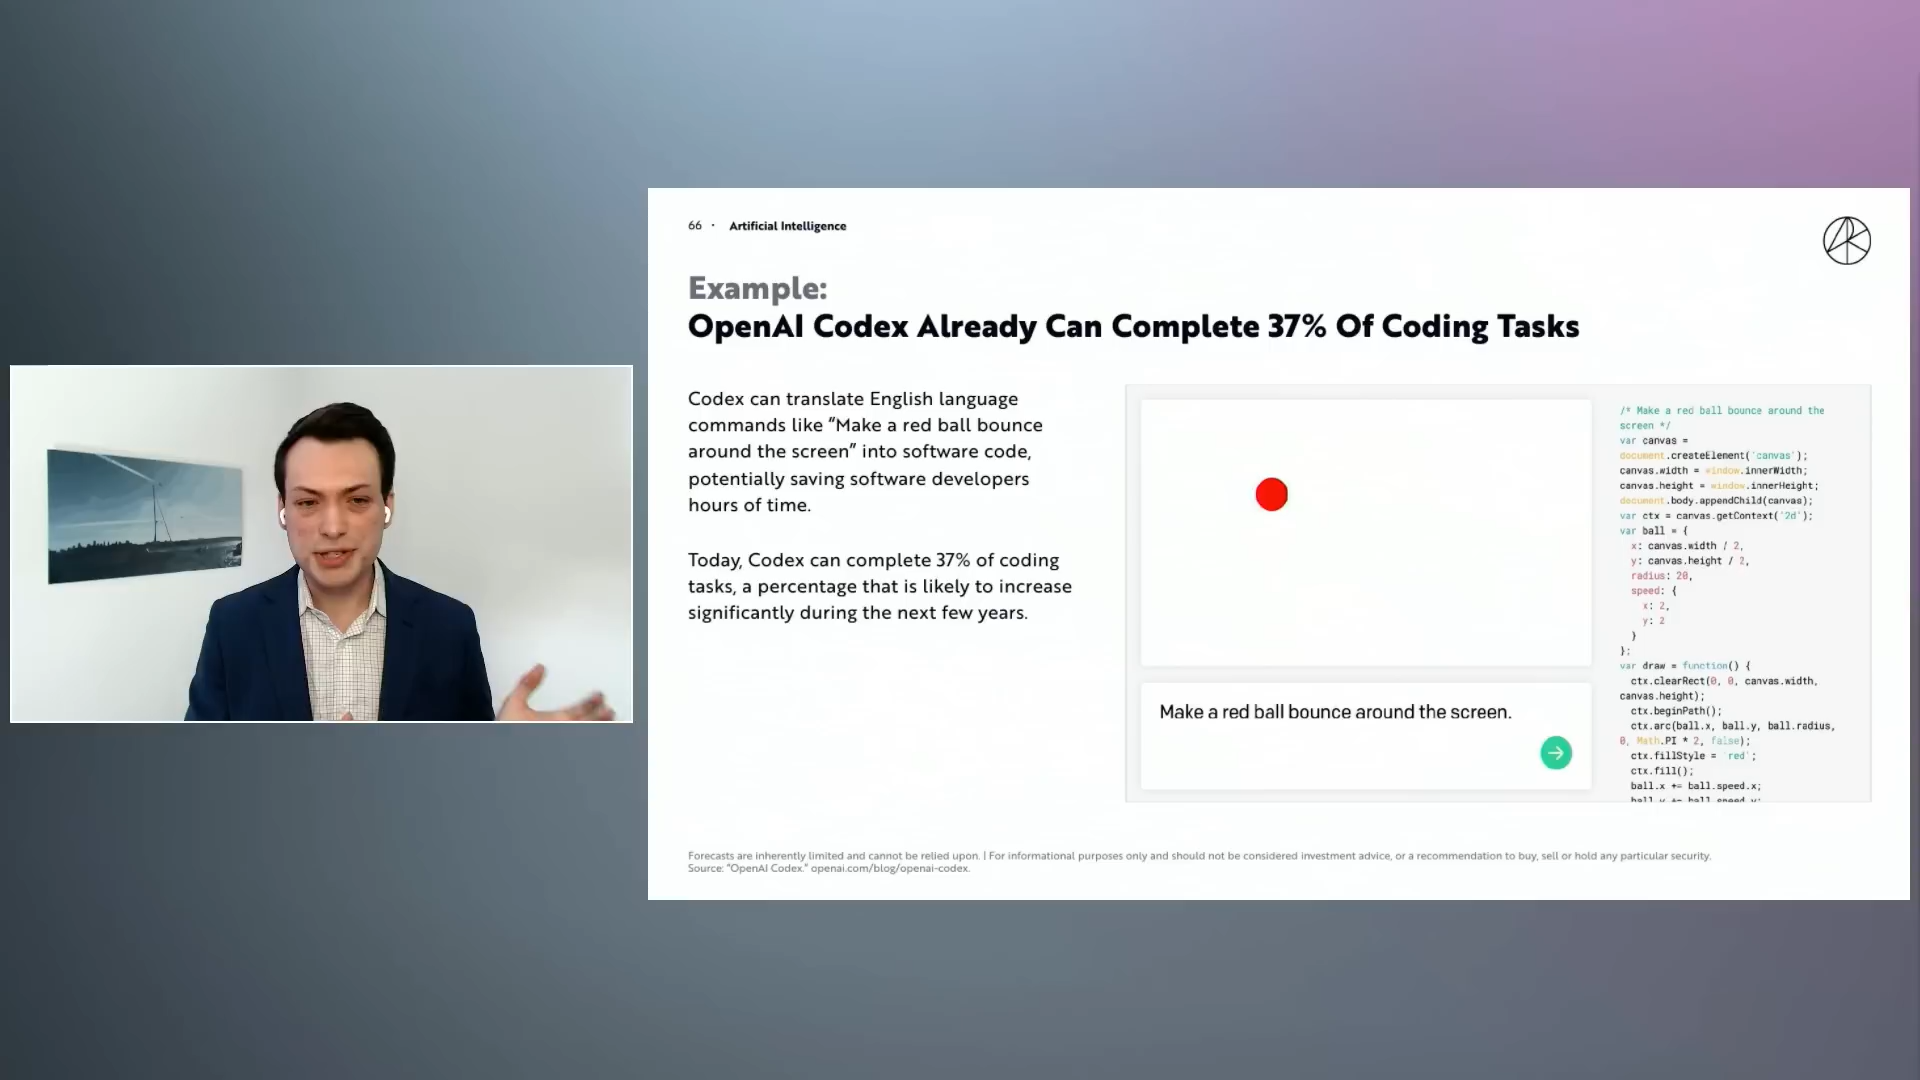 66 · Artificial Intelligence
Example:
OpenAI Codex Already Can Complete 37% Of Coding Tasks
Codex can translate English language
commands like “Make a red ball bounce
around the screen” into software code,
potentially saving software developers
hours of time.
Today, Codex can complete 37% of coding
tasks, a percentage that is likely to increase
significantly during the next few years.
Make a red ball bounce around the screen.
/* Make a red ball bounce around the
screen */
var canvas =
document.createElement('canvas');
canvas.width = window.innerWidth;
canvas.height = window.innerHeight;
document.body.appendChild(canvas);
var ctx = canvas.getContext('2d');
var ball = {
x: canvas.width / 2,
y: canvas.height / 2,
radius: 20,
speed: {
x: 2,
y: 2
}
};
var draw = function() {
ctx.clearRect(0, 0, canvas.width,
canvas.height);
ctx.beginPath();
ctx.arc(ball.x, ball.y, ball.radius,
0, Math.PI * 2, false);
ctx.fillStyle = 'red';
ctx.fill();
ball.x += ball.speed.x;
ball.y += ball.speed.y;
Forecasts are inherently limited and cannot be relied upon. | For informational purposes only and should not be considered investment advice, or a recommendation to buy, sell or hold any particular security.
Source: “OpenAI Codex.” openai.com/blog/openai-codex.